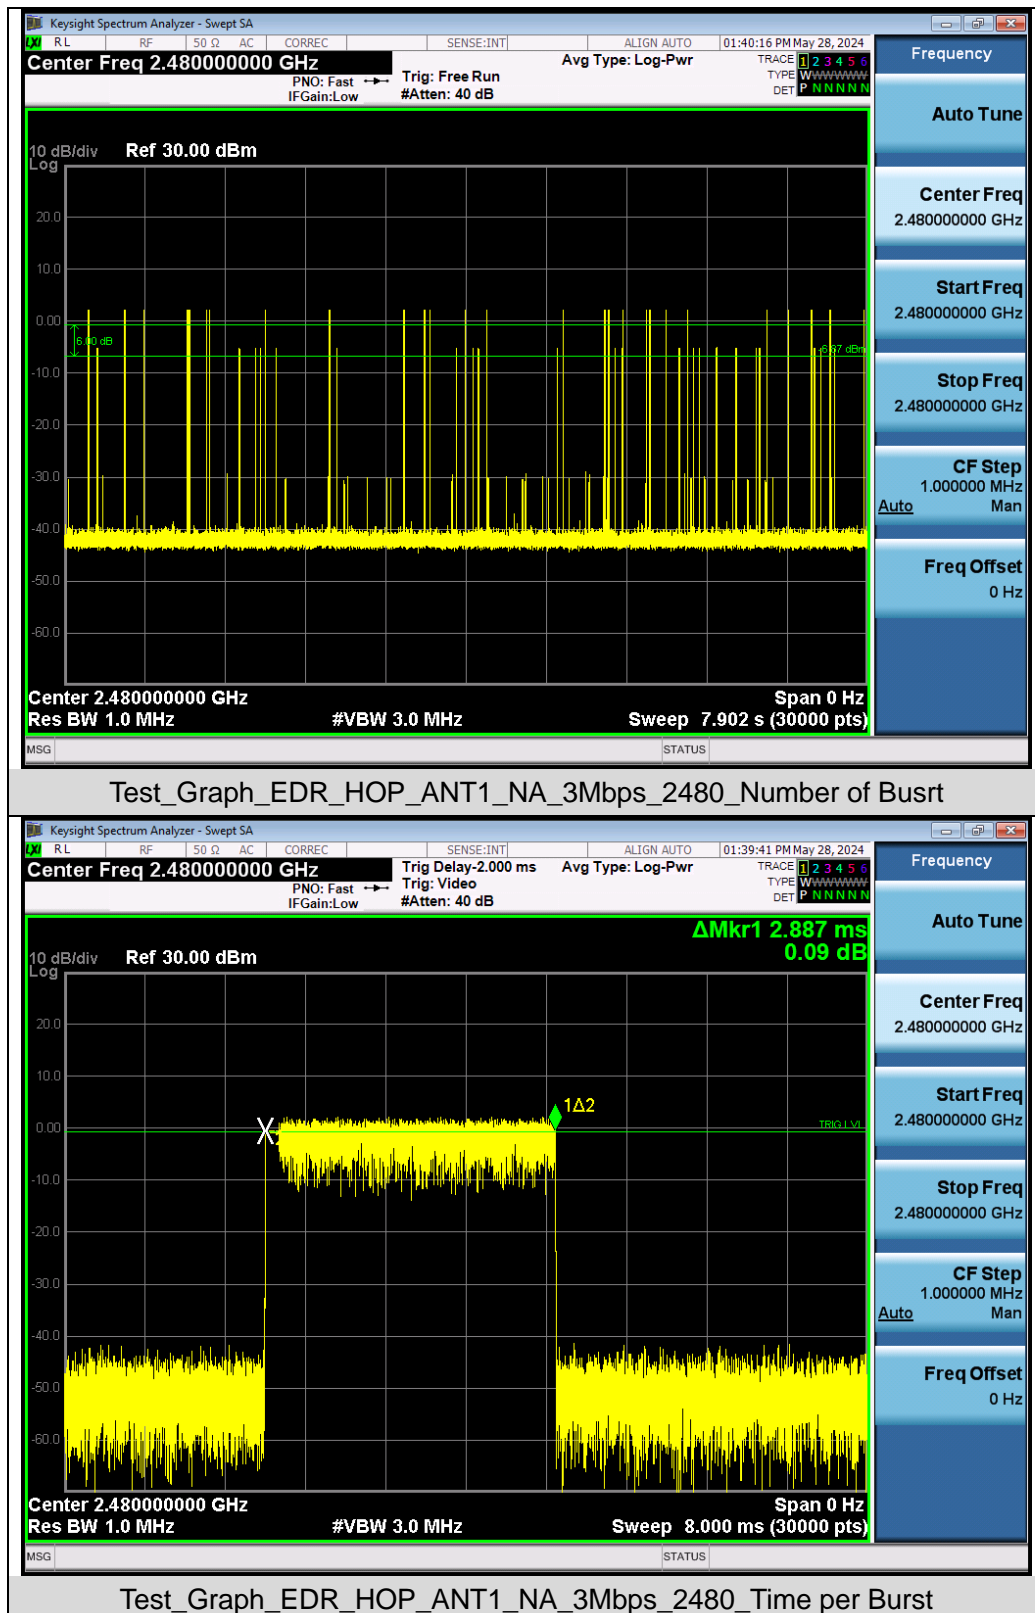 Keysight Spectrum Analyzer - Swept SA
LXI RL RF 50 Ω AC CORREC SENSE:INT ALIGN AUTO 01:40:16 PM May 28, 2024
Center Freq 2.480000000 GHz
PNO: Fast
IFGain:Low
Trig: Free Run
#Atten: 40 dB
Avg Type: Log-Pwr
TRACE 1 2 3 4 5 6
TYPE WWWWWW
DET P N N N N N
10 dB/div Ref 30.00 dBm
Log
20.0
10.0
0.00
6.00 dB
-6.67 dBm
-10.0
-20.0
-30.0
-40.0
-50.0
-60.0
Center 2.480000000 GHz Span 0 Hz
Res BW 1.0 MHz #VBW 3.0 MHz Sweep 7.902 s (30000 pts)
MSG STATUS
Frequency
Auto Tune
Center Freq
2.480000000 GHz
Start Freq
2.480000000 GHz
Stop Freq
2.480000000 GHz
CF Step
1.000000 MHz
Auto Man
Freq Offset
0 Hz
Test_Graph_EDR_HOP_ANT1_NA_3Mbps_2480_Number of Busrt
Keysight Spectrum Analyzer - Swept SA
LXI RL RF 50 Ω AC CORREC SENSE:INT ALIGN AUTO 01:39:41 PM May 28, 2024
Center Freq 2.480000000 GHz
PNO: Fast
IFGain:Low
Trig Delay-2.000 ms
Trig: Video
#Atten: 40 dB
Avg Type: Log-Pwr
TRACE 1 2 3 4 5 6
TYPE WWWWWW
DET P N N N N N
ΔMkr1 2.887 ms
0.09 dB
10 dB/div Ref 30.00 dBm
Log
20.0
10.0
0.00
1Δ2
TRIG LVL
-10.0
-20.0
-30.0
-40.0
-50.0
-60.0
Center 2.480000000 GHz Span 0 Hz
Res BW 1.0 MHz #VBW 3.0 MHz Sweep 8.000 ms (30000 pts)
MSG STATUS
Frequency
Auto Tune
Center Freq
2.480000000 GHz
Start Freq
2.480000000 GHz
Stop Freq
2.480000000 GHz
CF Step
1.000000 MHz
Auto Man
Freq Offset
0 Hz
Test_Graph_EDR_HOP_ANT1_NA_3Mbps_2480_Time per Burst